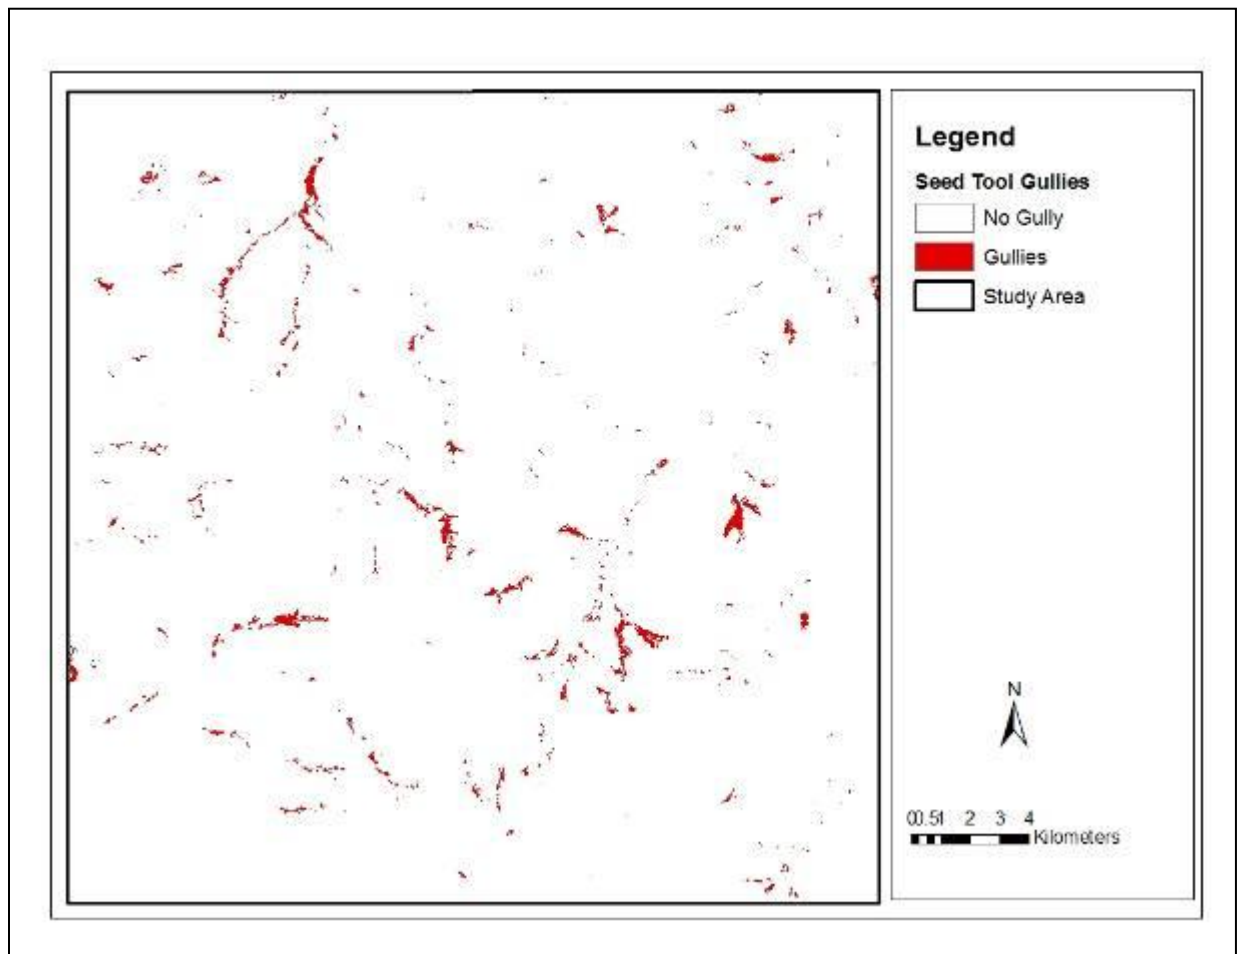 Legend
Seed Tool Gullies
No Gully
Gullies
Study Area
N
00.51 2 3 4
Kilometers